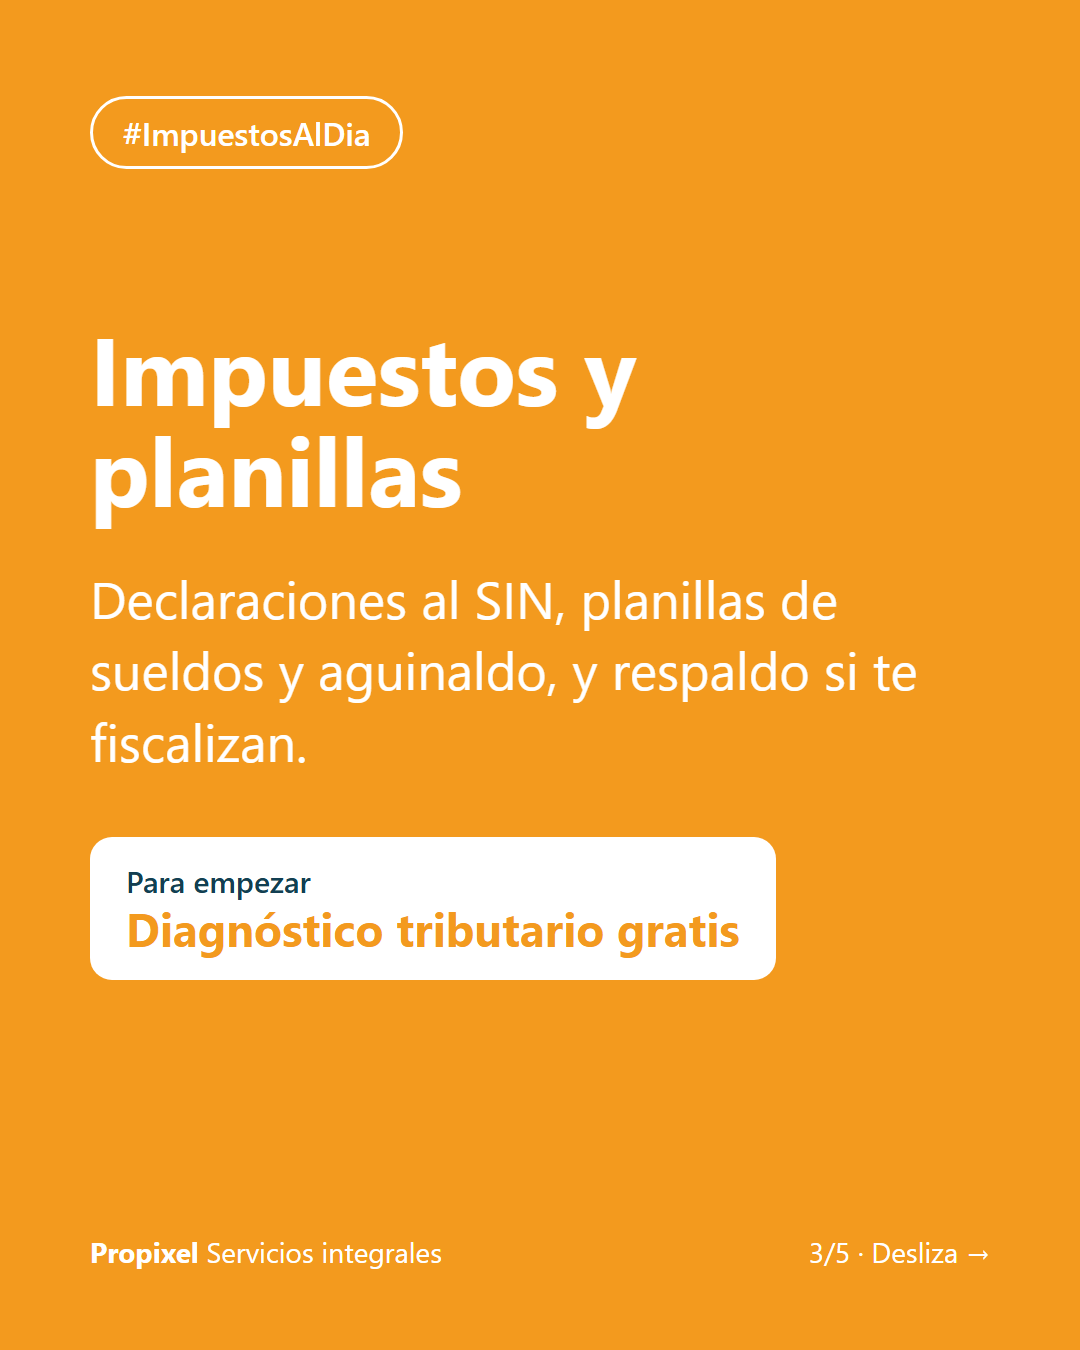 #ImpuestosAlDia
Impuestos y
planillas
Declaraciones al SIN, planillas de
sueldos y aguinaldo, y respaldo si te
fiscalizan.
Para empezar
Diagnóstico tributario gratis
Propixel Servicios integrales
3/5 · Desliza →